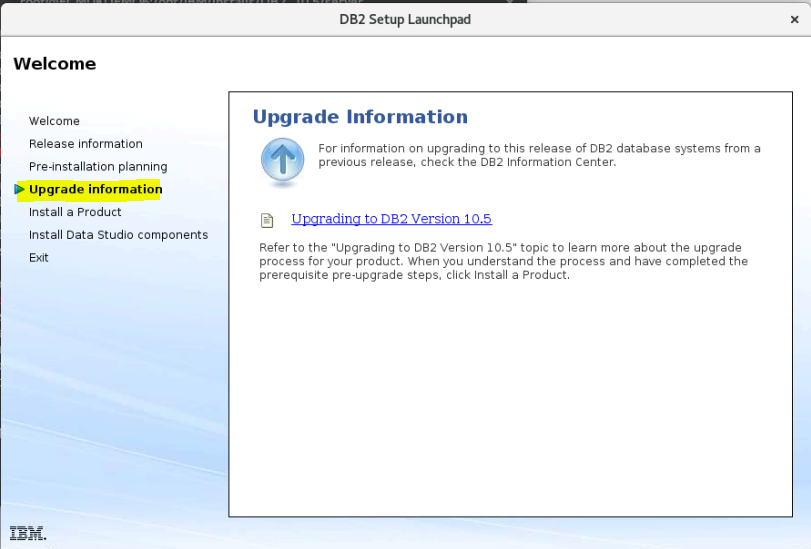 DB2 Setup Launchpad
Welcome
Welcome
Release information
Pre-installation planning
Upgrade information
Install a Product
Install Data Studio components
Exit
Upgrade Information
For information on upgrading to this release of DB2 database systems from a
previous release, check the DB2 Information Center.
Upgrading to DB2 Version 10.5
Refer to the "Upgrading to DB2 Version 10.5" topic to learn more about the upgrade
process for your product. When you understand the process and have completed the
prerequisite pre-upgrade steps, click Install a Product.
IBM.